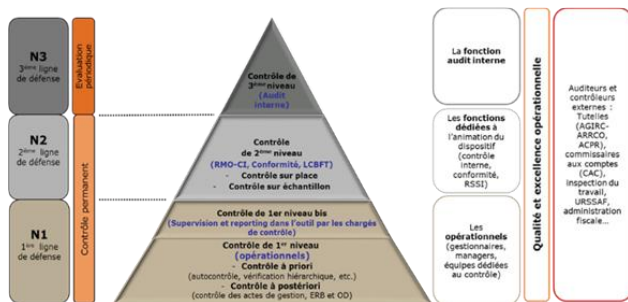 N3
3ème ligne
de défense
N2
2ème ligne
de défense
N1
1ère ligne
de défense
Evaluation
périodique
Contrôle permanent
Contrôle de
3ème niveau
(Audit
interne)
Contrôle
de 2ème niveau
(RMO-CI, Conformité, LCBFT)
- Contrôle sur place
- Contrôle sur échantillon
Contrôle de 1er niveau bis
(Supervision et reporting dans l'outil par les chargés
de contrôle)
Contrôle de 1er niveau
(opérationnels)
- Contrôle à priori
(autocontrôle, vérification hiérarchique, etc.)
- Contrôle à postériori
(contrôle des actes de gestion, ERB et OD)
La fonction
audit interne
Les fonctions
dédiées à
l'animation du
dispositif
(contrôle
interne,
conformité,
RSSI)
Les
opérationnels
(gestionnaires,
managers,
équipes dédiées
au contrôle)
Qualité et excellence opérationnelle
Auditeurs et
contrôleurs
externes :
Tutelles
(AGIRC-
ARRCO,
ACPR),
commissaires
aux comptes
(CAC),
inspection du
travail,
URSSAF,
administration
fiscale...